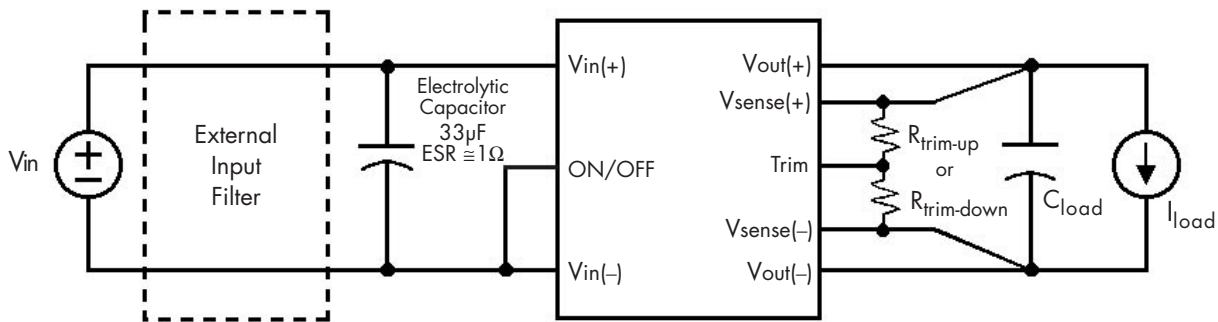 Vin
+
−
External
Input
Filter
Electrolytic
Capacitor
33µF
ESR ≅1Ω
Vin(+)
ON/OFF
Vin(–)
Vout(+)
Vsense(+)
Trim
Vsense(–)
Vout(–)
Rtrim-up
or
Rtrim-down
Cload
Iload